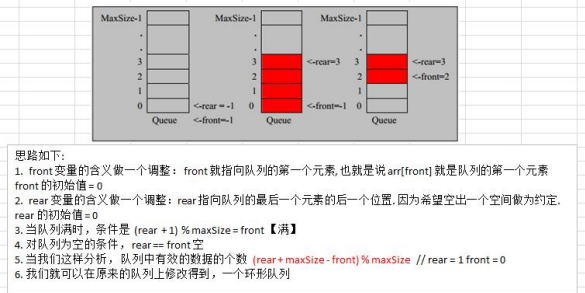 MaxSize-1 MaxSize-1 MaxSize-1
. . .
. . .
3 3 <-rear=3 3 <-rear=3
2 2 2 <-front=2
1 1 1
0 <-rear = -1 0 <-front=-1 0
Queue <-front=-1 Queue Queue
思路如下:
1. front 变量的含义做一个调整： front 就指向队列的第一个元素, 也就是说 arr[front] 就是队列的第一个元素
front 的初始值 = 0
2. rear 变量的含义做一个调整：rear 指向队列的最后一个元素的后一个位置. 因为希望空出一个空间做为约定.
rear 的初始值 = 0
3. 当队列满时，条件是 (rear + 1) % maxSize = front 【满】
4. 对队列为空的条件， rear == front 空
5. 当我们这样分析， 队列中有效的数据的个数 (rear + maxSize - front) % maxSize // rear = 1 front = 0
6. 我们就可以在原来的队列上修改得到，一个环形队列